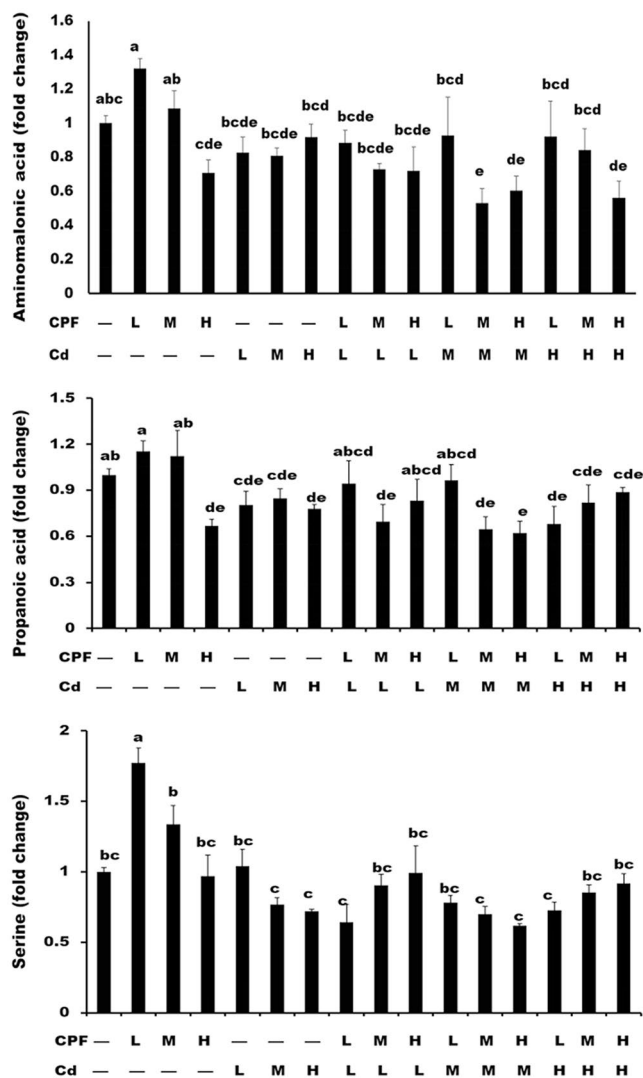 Aminomalonic acid (fold change)
1.6
1.4
1.2
1
0.8
0.6
0.4
0.2
0
abc a ab cde bcde bcde bcd bcde bcde bcde bcd e de bcd bcd de
CPF — L M H — — — L M H L M H L M H
Cd — — — — L M H L L L M M M H H H
Propanoic acid (fold change)
1.5
1.2
0.9
0.6
0.3
0
ab a ab de cde cde de abcd de abcd abcd de e de cde cde
CPF — L M H — — — L M H L M H L M H
Cd — — — — L M H L L L M M M H H H
Serine (fold change)
2
1.5
1
0.5
0
bc a b bc bc c c c bc bc bc c c c bc bc
CPF — L M H — — — L M H L M H L M H
Cd — — — — L M H L L L M M M H H H